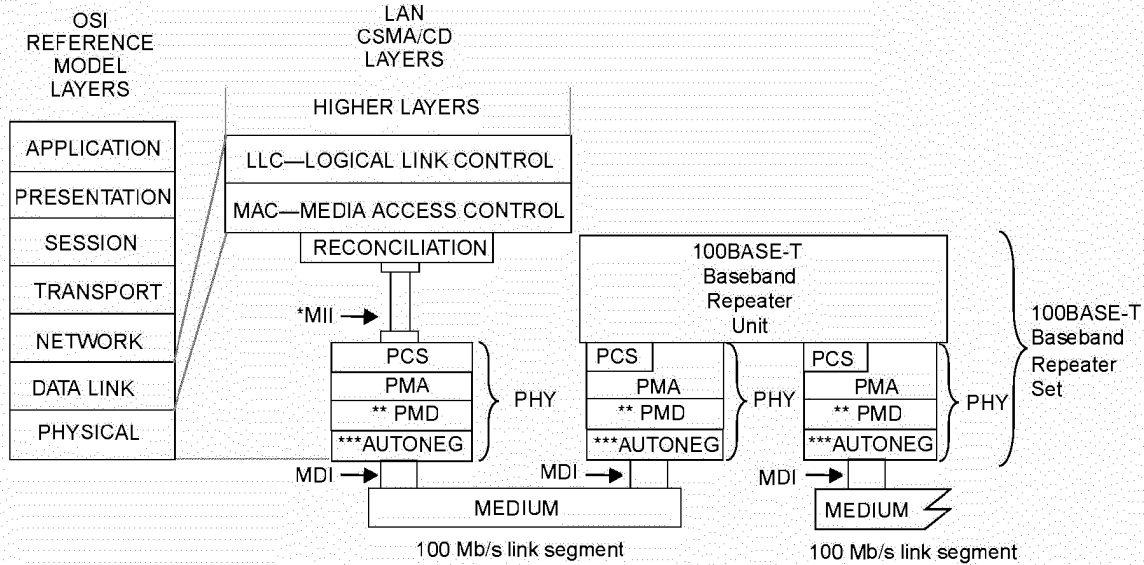 OSI
REFERENCE
MODEL
LAYERS
LAN
CSMA/CD
LAYERS
HIGHER LAYERS
APPLICATION
PRESENTATION
SESSION
TRANSPORT
NETWORK
DATA LINK
PHYSICAL
LLC—LOGICAL LINK CONTROL
MAC—MEDIA ACCESS CONTROL
RECONCILIATION
*MII
PCS
PMA
** PMD
***AUTONEG
PHY
MDI
100BASE-T
Baseband
Repeater
Unit
PCS
PMA
** PMD
***AUTONEG
PHY
MDI
PCS
PMA
** PMD
***AUTONEG
PHY
MDI
100BASE-T
Baseband
Repeater
Set
MEDIUM
100 Mb/s link segment
MEDIUM
100 Mb/s link segment